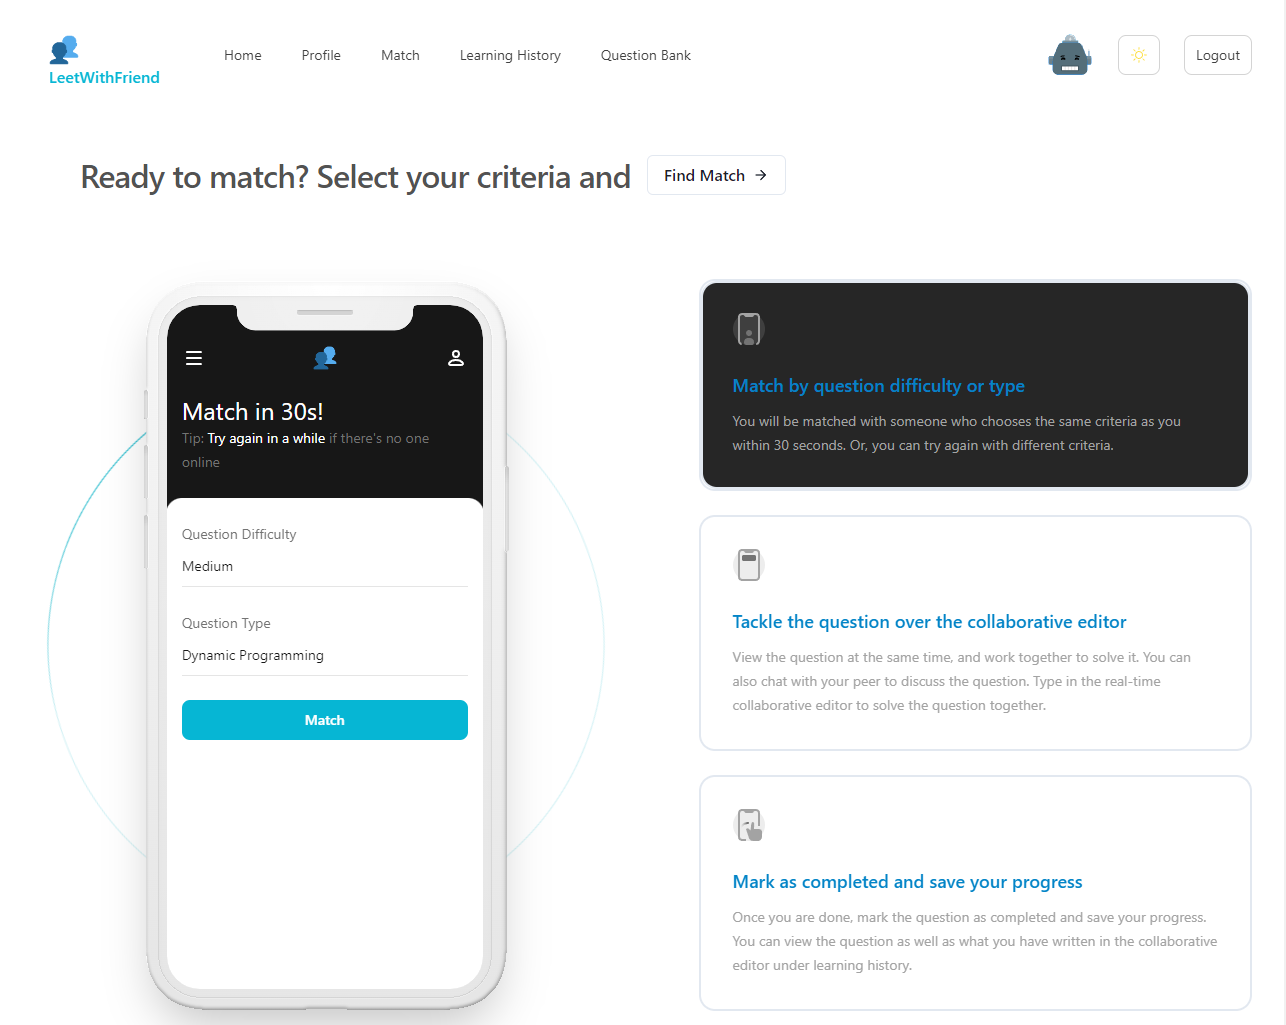 LeetWithFriend
Home
Profile
Match
Learning History
Question Bank
Logout
Ready to match? Select your criteria and
Find Match
Match in 30s!
Tip: Try again in a while if there's no one
online
Question Difficulty
Medium
Question Type
Dynamic Programming
Match
Match by question difficulty or type
You will be matched with someone who chooses the same criteria as you
within 30 seconds. Or, you can try again with different criteria.
Tackle the question over the collaborative editor
View the question at the same time, and work together to solve it. You can
also chat with your peer to discuss the question. Type in the real-time
collaborative editor to solve the question together.
Mark as completed and save your progress
Once you are done, mark the question as completed and save your progress.
You can view the question as well as what you have written in the collaborative
editor under learning history.